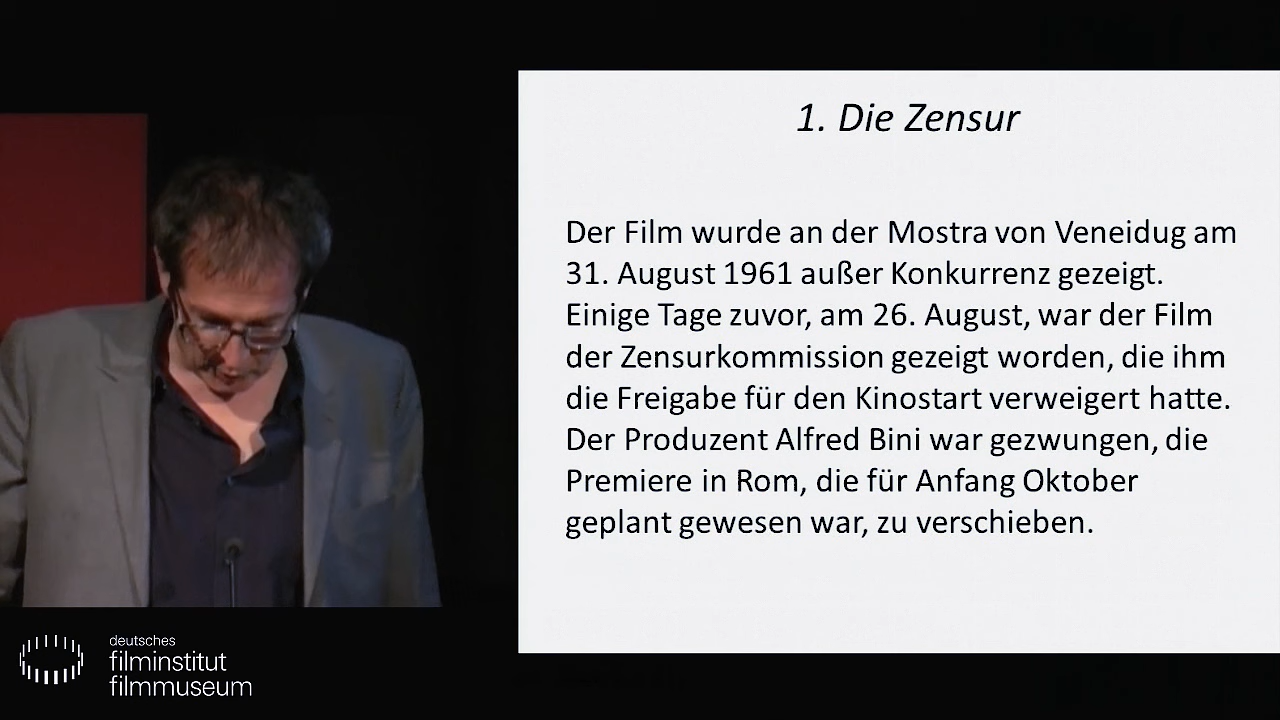 1. Die Zensur
Der Film wurde an der Mostra von Veneidug am
31. August 1961 außer Konkurrenz gezeigt.
Einige Tage zuvor, am 26. August, war der Film
der Zensurkommission gezeigt worden, die ihm
die Freigabe für den Kinostart verweigert hatte.
Der Produzent Alfred Bini war gezwungen, die
Premiere in Rom, die für Anfang Oktober
geplant gewesen war, zu verschieben.
deutsches
filminstitut
filmmuseum